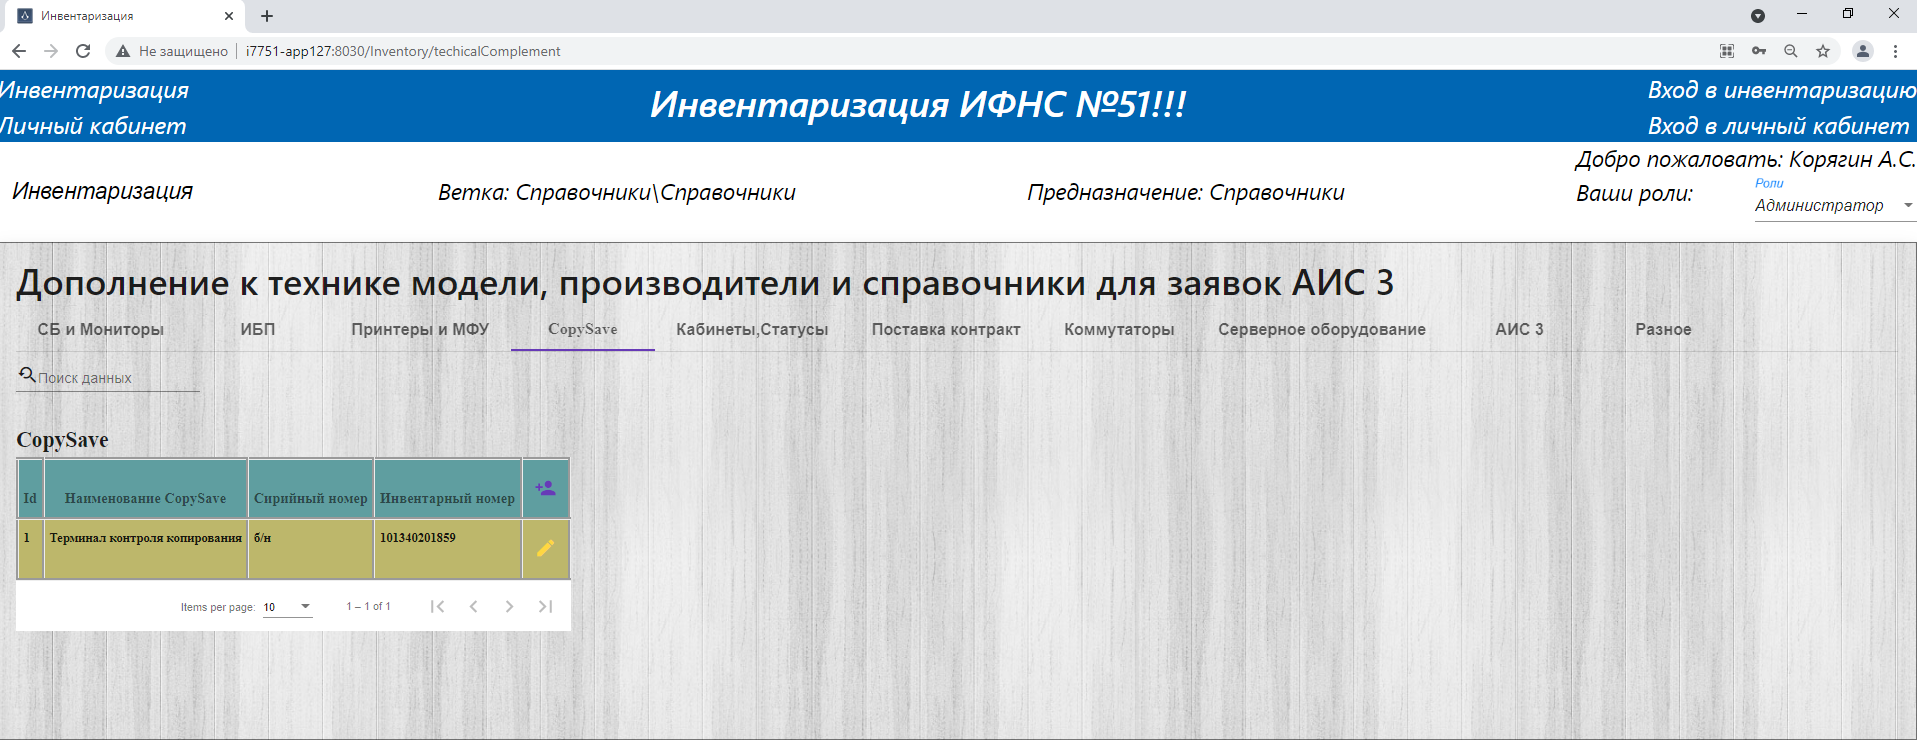 Инвентаризация
Не защищено
i7751-app127:8030/Inventory/techicalComplement
Инвентаризация
Личный кабинет
Инвентаризация ИФНС №51!!!
Вход в инвентаризацию
Вход в личный кабинет
Добро пожаловать: Корягин А.С.
Инвентаризация
Ветка: Справочники\Справочники
Предназначение: Справочники
Ваши роли:
Роли
Администратор
Дополнение к технике модели, производители и справочники для заявок АИС 3
СБ и Мониторы ИБП Принтеры и МФУ CopySave Кабинеты,Статусы Поставка контракт Коммутаторы Серверное оборудование АИС 3 Разное
Поиск данных
CopySave
Id Наименование CopySave Сирийный номер Инвентарный номер
1 Терминал контроля копирования б/н 101340201859
Items per page: 10 1 – 1 of 1